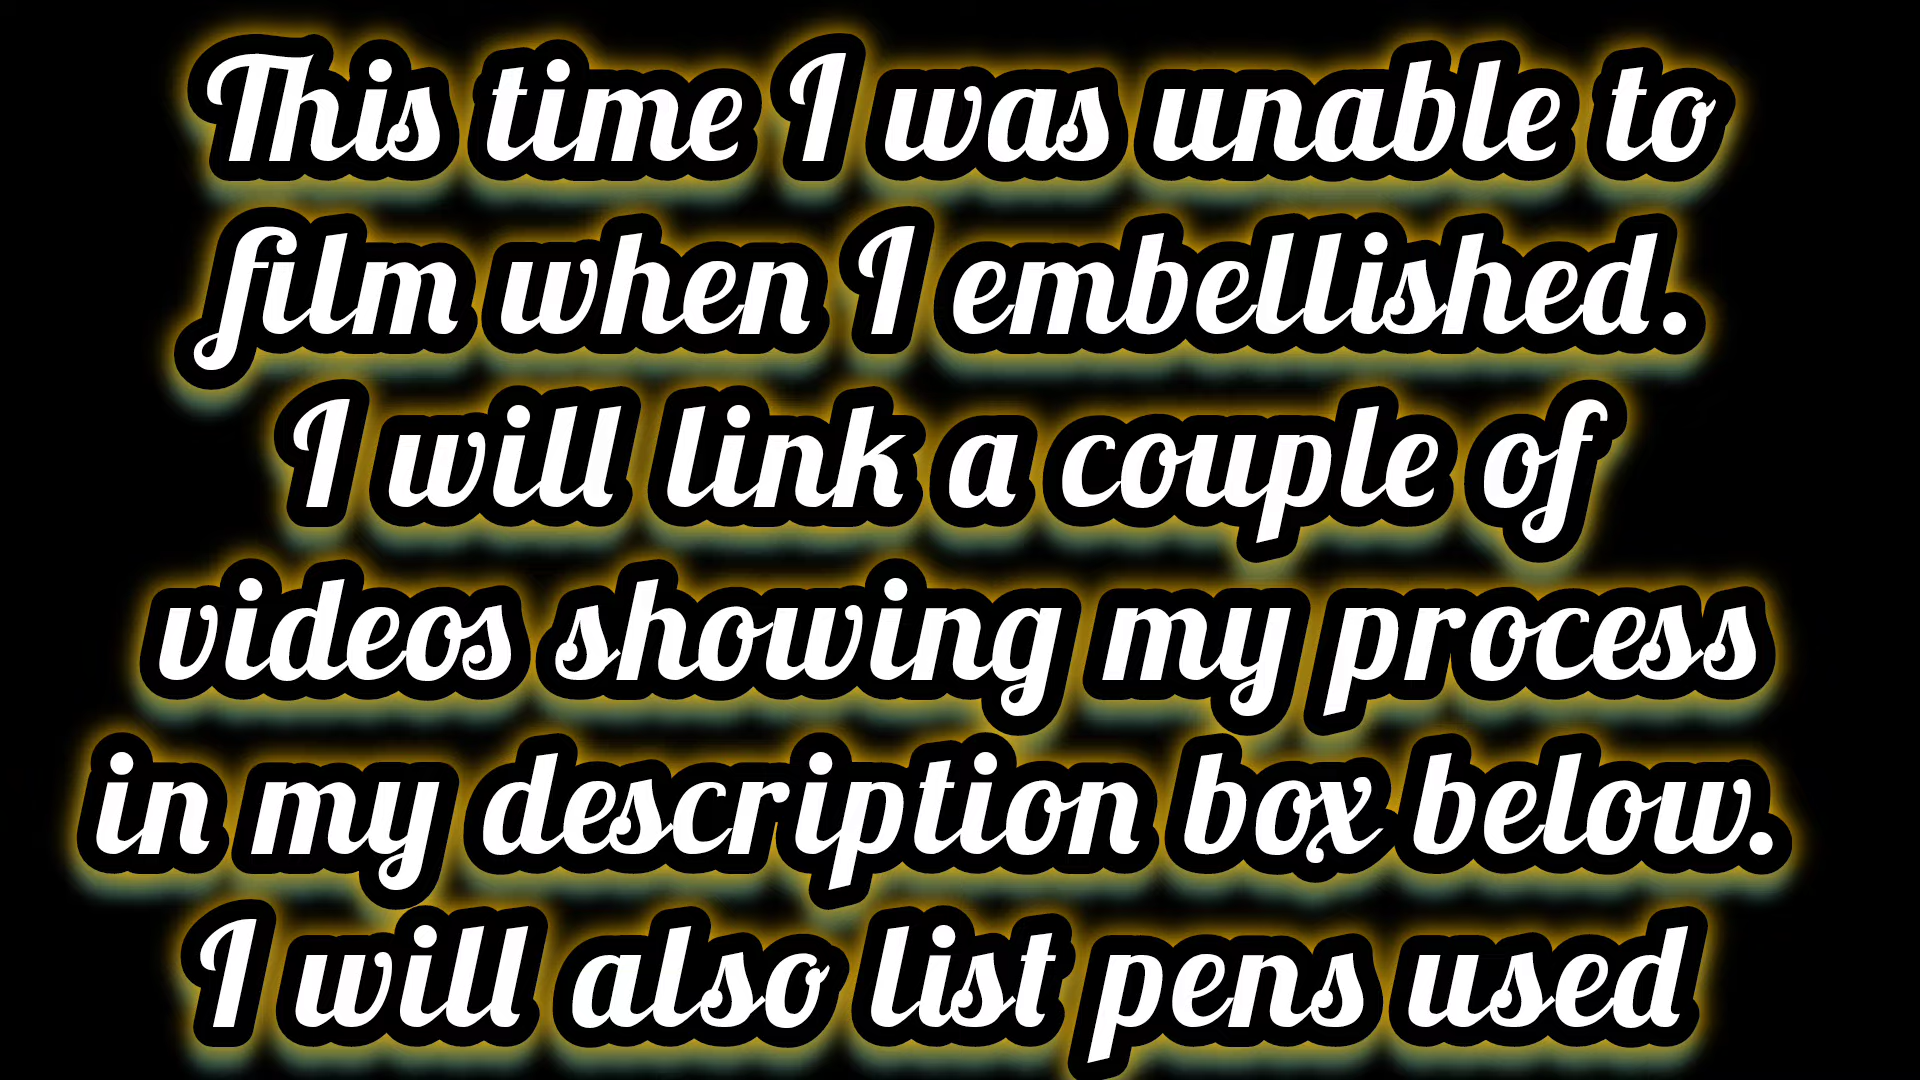 This time I was unable to
film when I embellished.
I will link a couple of
videos showing my process
in my description box below.
I will also list pens used